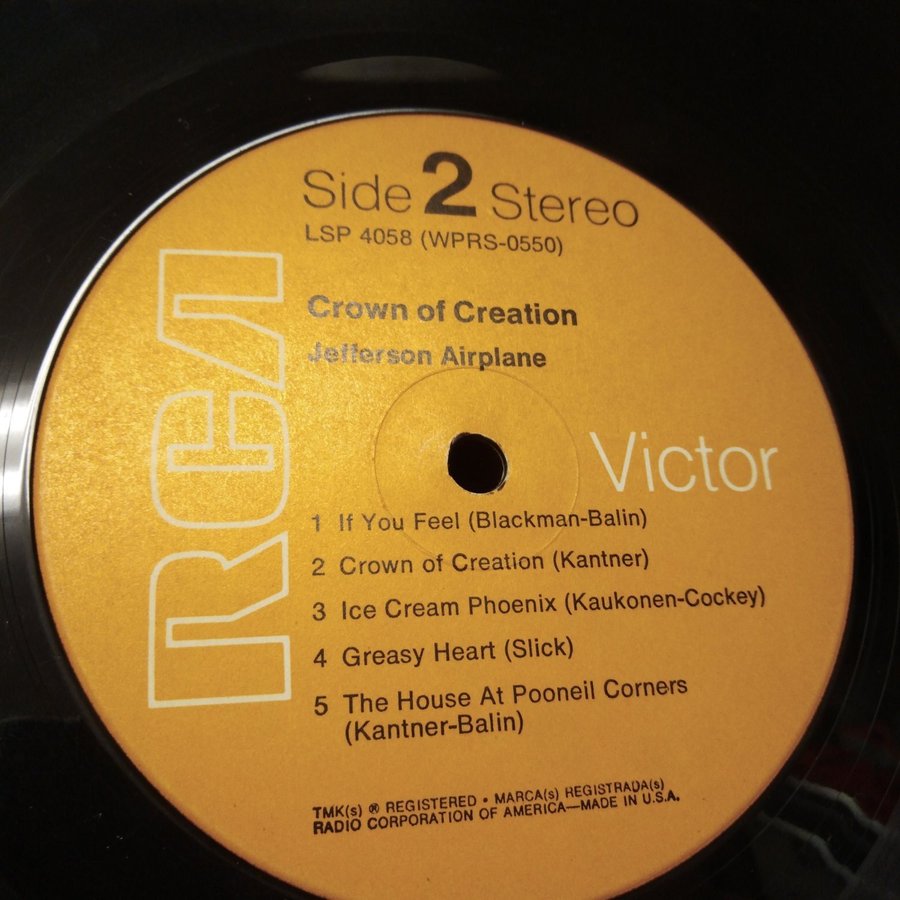 Side 2 Stereo
LSP 4058 (WPRS-0550)
RCA
Crown of Creation
Jefferson Airplane
Victor
1 If You Feel (Blackman-Balin)
2 Crown of Creation (Kantner)
3 Ice Cream Phoenix (Kaukonen-Cockey)
4 Greasy Heart (Slick)
5 The House At Pooneil Corners
(Kantner-Balin)
TMK(s) ® REGISTERED • MARCA(s) REGISTRADA(s)
RADIO CORPORATION OF AMERICA—MADE IN U.S.A.